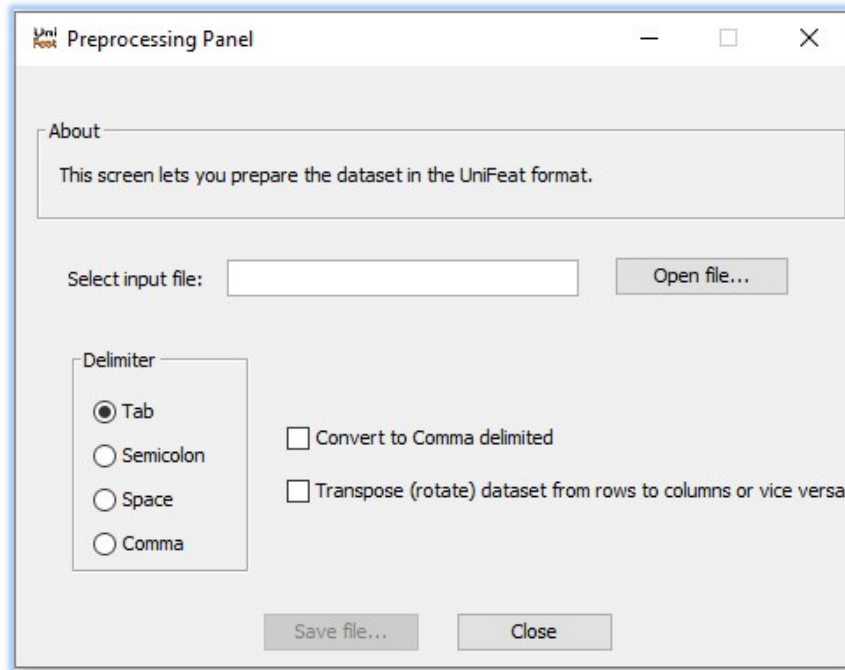 Uni
Feat
Preprocessing Panel
About
This screen lets you prepare the dataset in the UniFeat format.
Select input file:
Open file...
Delimiter
Tab
Semicolon
Space
Comma
Convert to Comma delimited
Transpose (rotate) dataset from rows to columns or vice versa
Save file...
Close